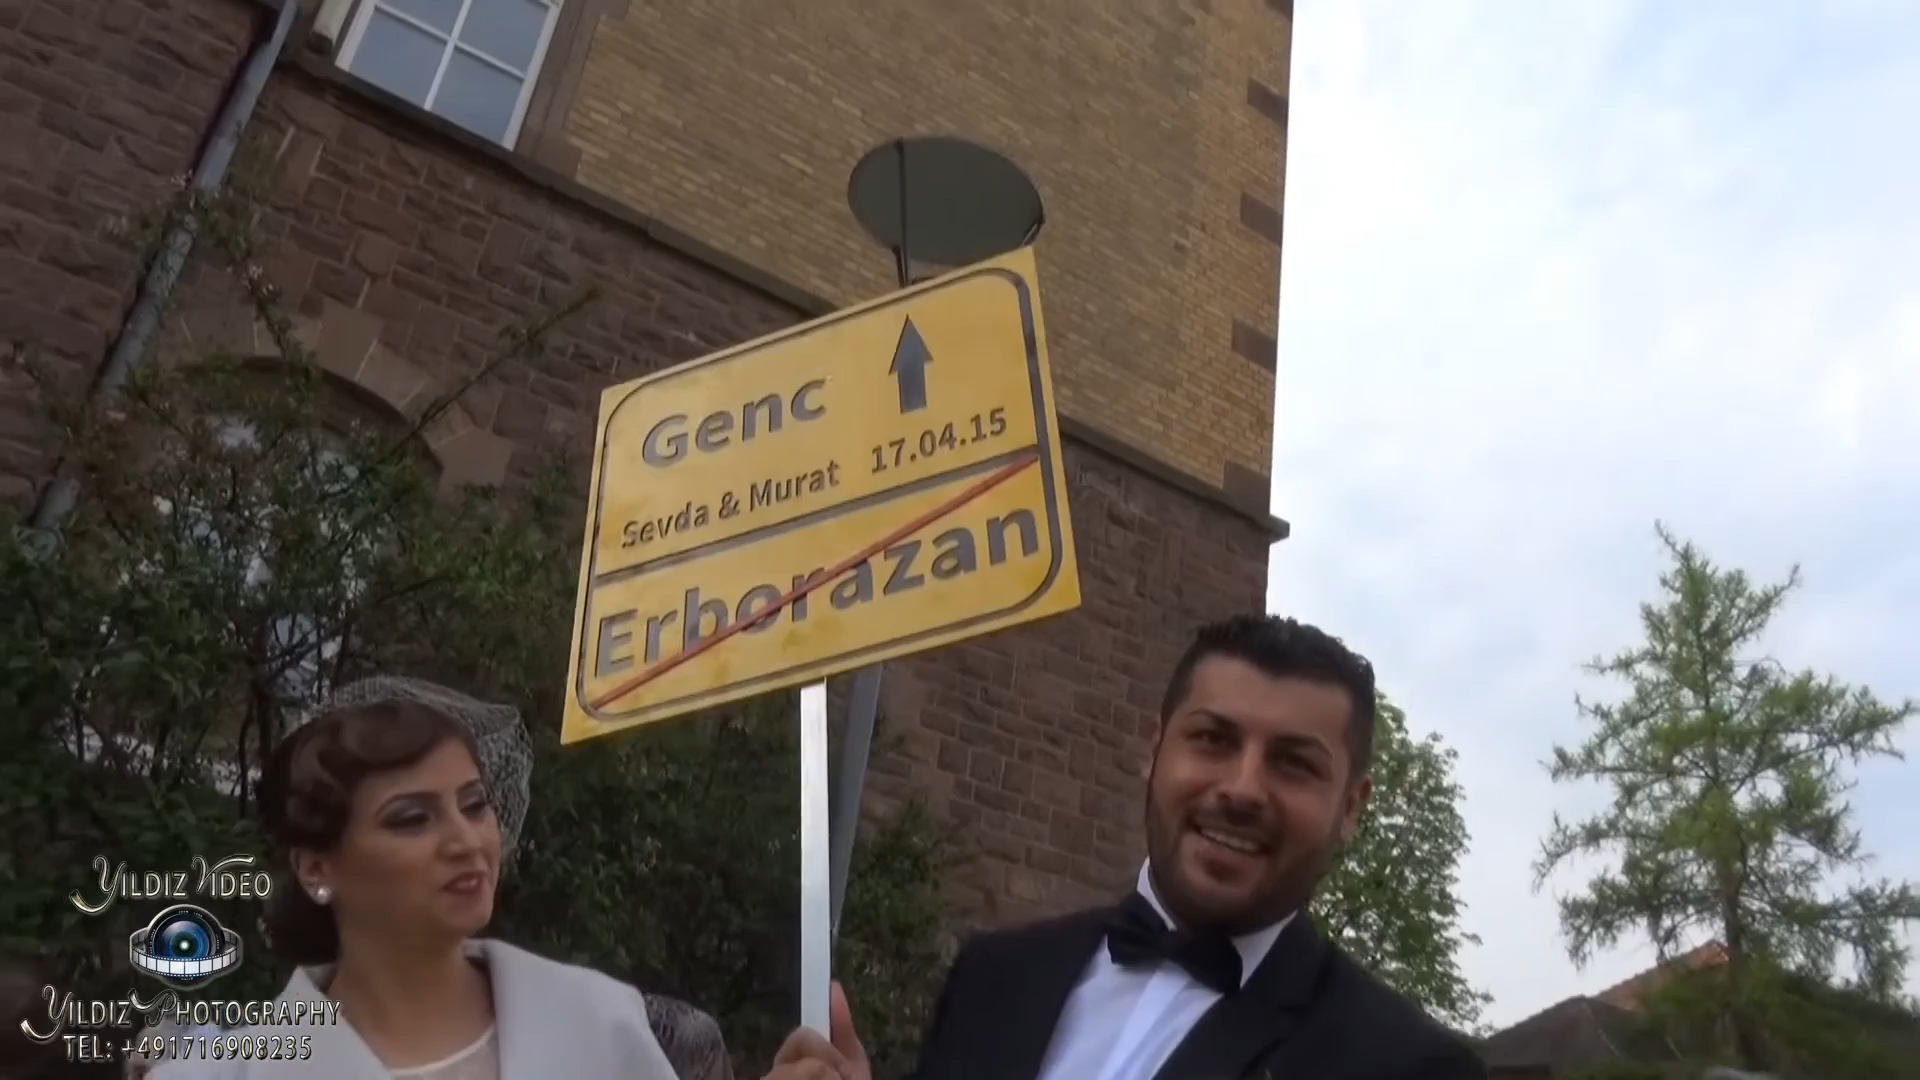 Genc
Sevda & Murat 17.04.15
Erborazan
YILDIZ VIDEO
YILDIZ PHOTOGRAPHY
TEL: +491716908235